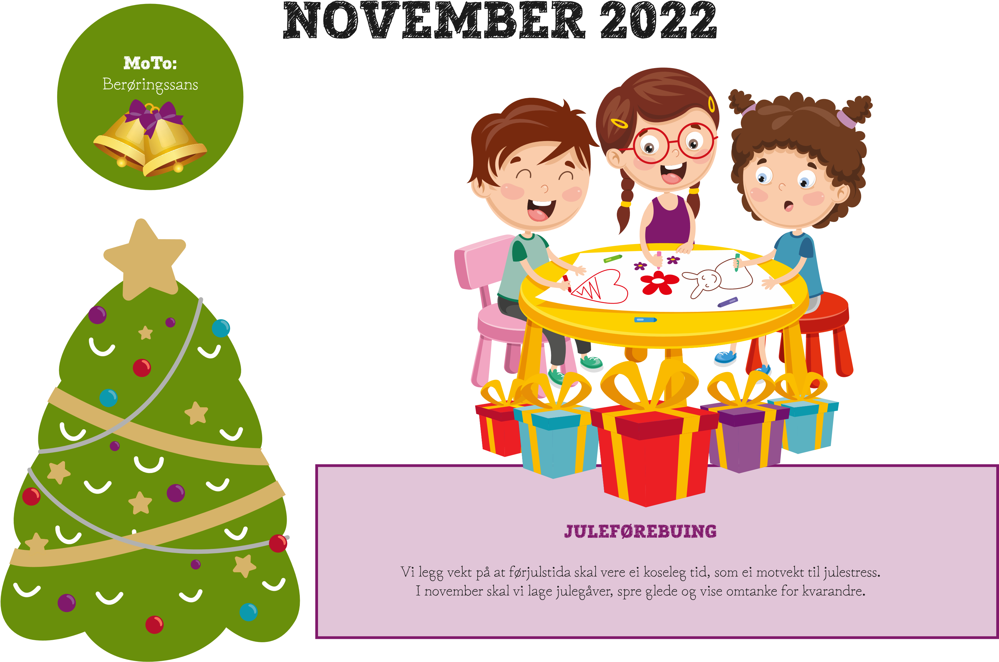 NOVEMBER 2022
MoTo:
Berøringssans
JULEFØREBUING
Vi legg vekt på at førjulstida skal vere ei koseleg tid, som ei motvekt til julestress.
I november skal vi lage julegåver, spre glede og vise omtanke for kvarandre.